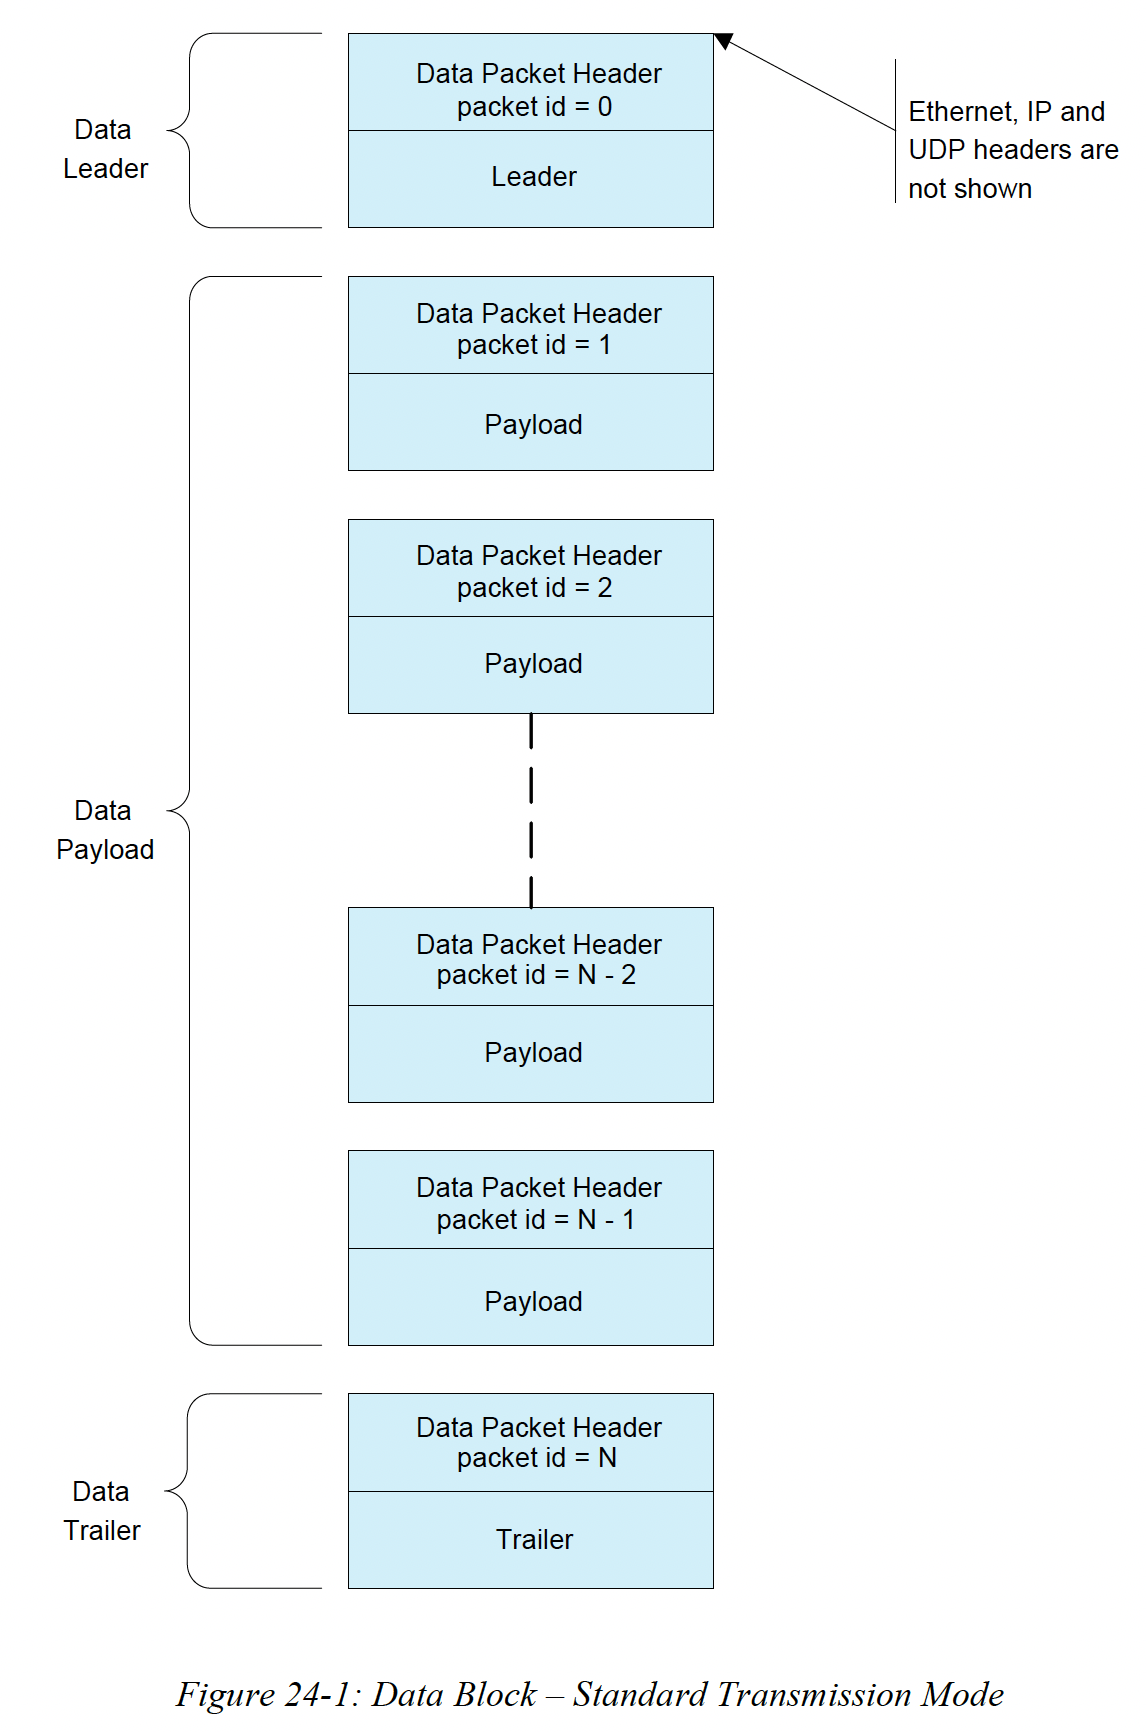 Data Packet Header
packet id = 0
Leader
Data
Leader
Ethernet, IP and
UDP headers are
not shown
Data Packet Header
packet id = 1
Payload
Data Packet Header
packet id = 2
Payload
Data
Payload
Data Packet Header
packet id = N - 2
Payload
Data Packet Header
packet id = N - 1
Payload
Data Packet Header
packet id = N
Trailer
Data
Trailer
Figure 24-1: Data Block – Standard Transmission Mode